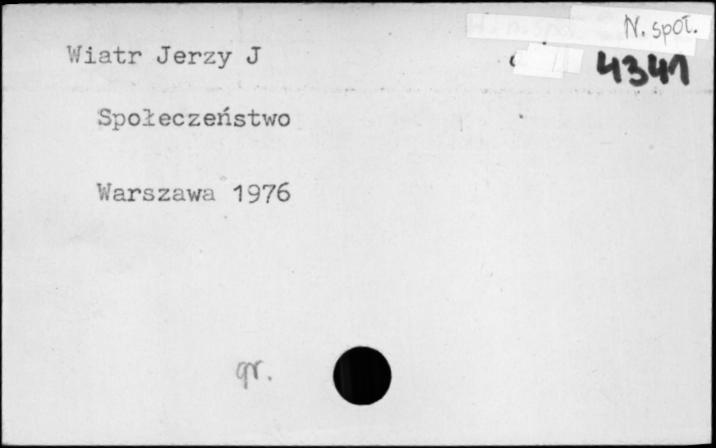 N. społ.
Wiatr Jerzy J
4341
Społeczeństwo
Warszawa 1976
gr.